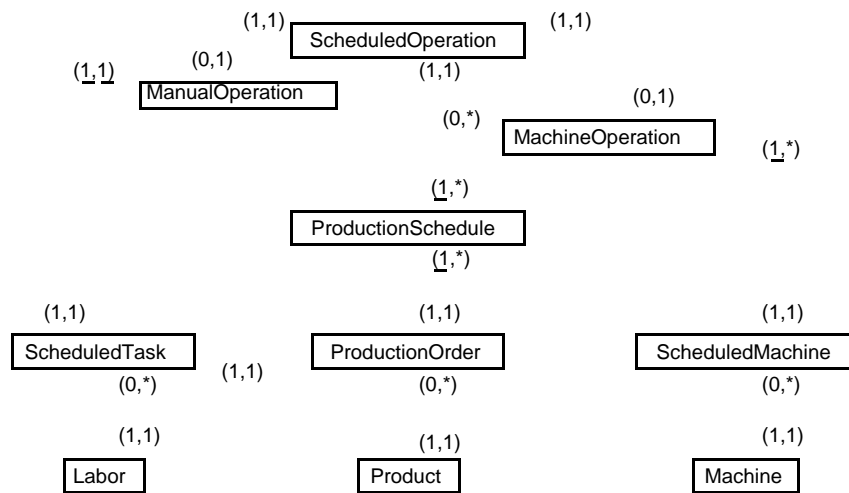 (1,1)
(1,1)
ScheduledOperation
(0,1)
(1,1)
(1,1)
ManualOperation
(0,1)
(0,*)
MachineOperation
(1,*)
(1,*)
ProductionSchedule
(1,*)
(1,1)
(1,1)
(1,1)
ScheduledTask
ProductionOrder
ScheduledMachine
(1,1)
(0,*)
(0,*)
(0,*)
(1,1)
(1,1)
(1,1)
Labor
Product
Machine